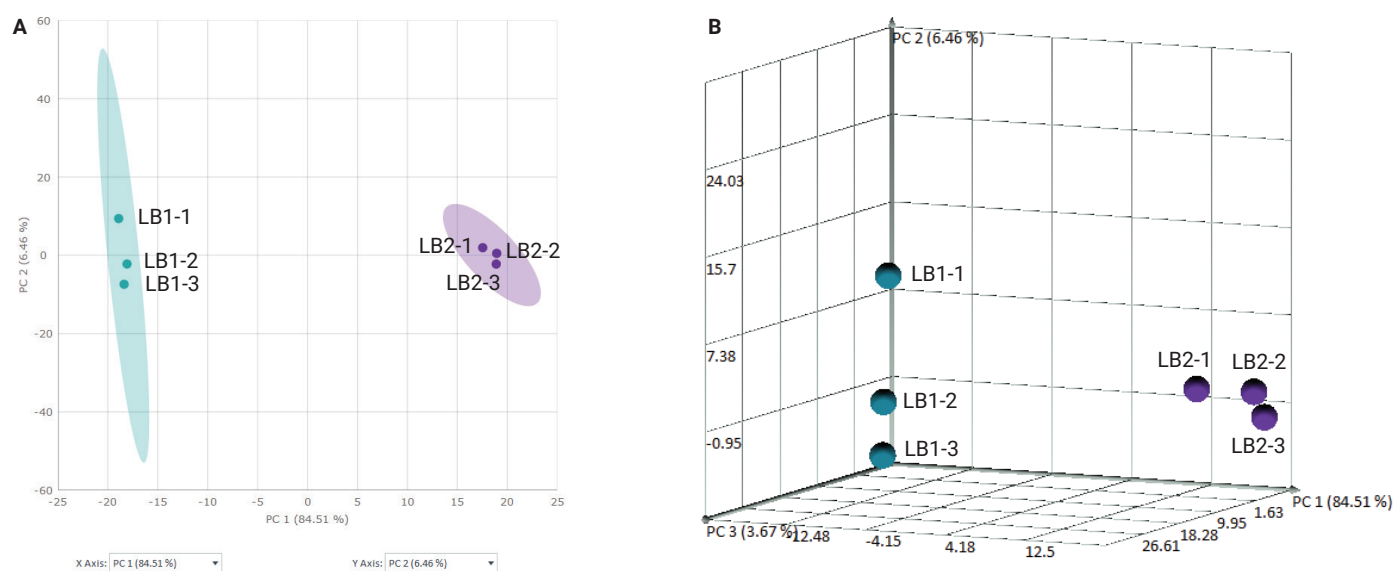 A
60
40
20
0
-20
-40
-60
PC 2 (6.46 %)
LB1-1
LB1-2
LB1-3
LB2-1
LB2-2
LB2-3
-25
-20
-15
-10
-5
0
5
10
15
20
25
PC 1 (84.51 %)
X Axis: PC 1 (84.51 %)
Y Axis: PC 2 (6.46 %)
B
PC 2 (6.46 %)
24.03
15.7
7.38
-0.95
LB1-1
LB1-2
LB1-3
LB2-1
LB2-2
LB2-3
PC 3 (3.67 %)
-12.48
-4.15
4.18
12.5
26.61
18.28
9.95
1.63
PC 1 (84.51 %)